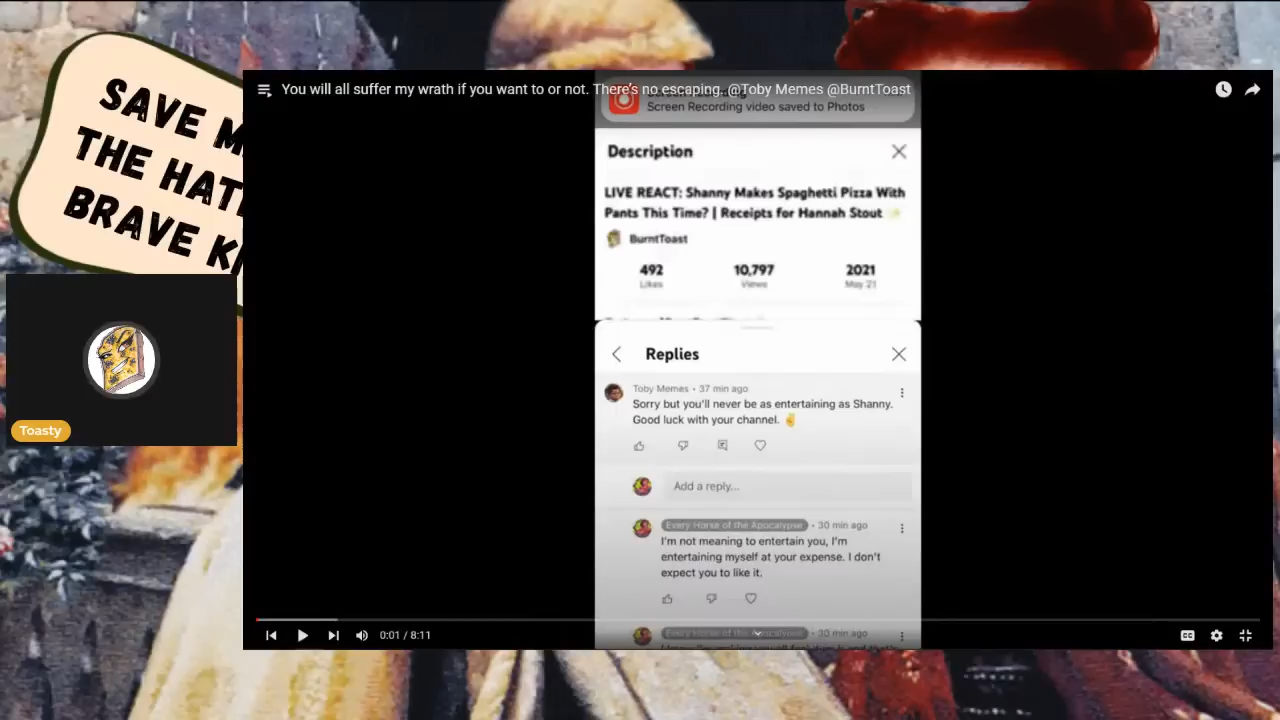 SAVE M
THE HAT
BRAVE K
Toasty
You will all suffer my wrath if you want to or not. There's no escaping. @Toby Memes @BurntToast
Screen Recording video saved to Photos
Description
LIVE REACT: Shanny Makes Spaghetti Pizza With
Pants This Time? | Receipts for Hannah Stout
BurntToast
492 10,797 2021
Likes Views May 21
Replies
Toby Memes • 37 min ago
Sorry but you'll never be as entertaining as Shanny.
Good luck with your channel. ✌️
Add a reply...
Every Horse of the Apocalypse • 30 min ago
I'm not meaning to entertain you, I'm
entertaining myself at your expense. I don't
expect you to like it.
Every Horse of the Apocalypse • 30 min ago
0:01 / 8:11
CC